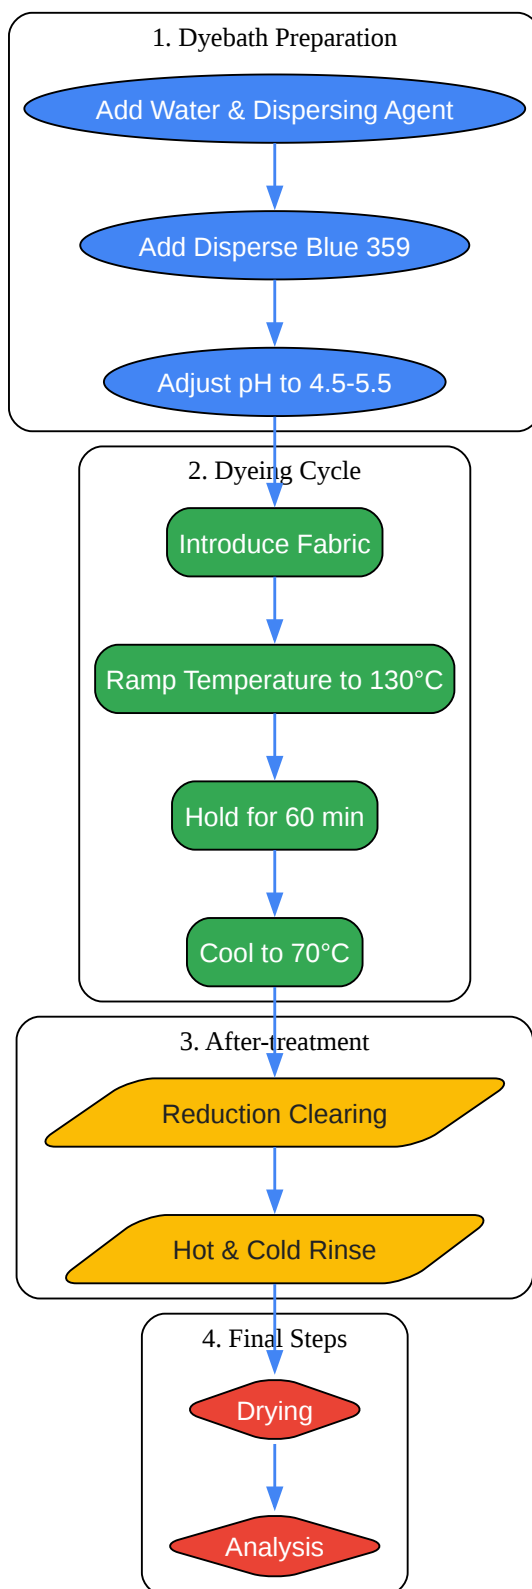 1. Dyebath Preparation
Add Water & Dispersing Agent
Add Disperse Blue 359
Adjust pH to 4.5-5.5
2. Dyeing Cycle
Introduce Fabric
Ramp Temperature to 130°C
Hold for 60 min
Cool to 70°C
3. After-treatment
Reduction Clearing
Hot & Cold Rinse
4. Final Steps
Drying
Analysis